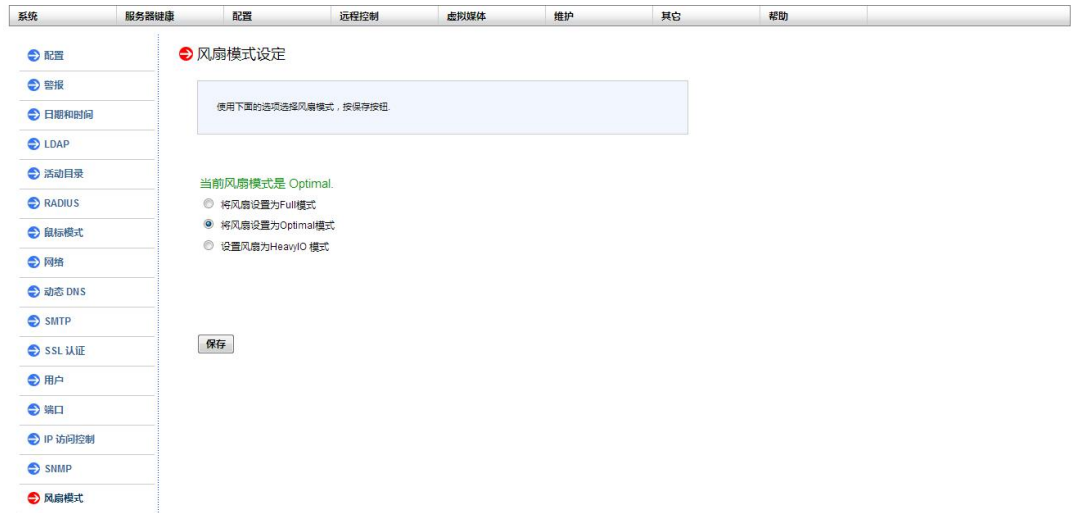 系统 服务器健康 配置 远程控制 虚拟媒体 维护 其它 帮助
配置
警报
日期和时间
LDAP
活动目录
RADIUS
鼠标模式
网络
动态 DNS
SMTP
SSL 认证
用户
端口
IP 访问控制
SNMP
风扇模式
风扇模式设定
使用下面的选项选择风扇模式，按保存按钮.
当前风扇模式是 Optimal.
将风扇设置为Full模式
将风扇设置为Optimal模式
设置风扇为HeavyIO 模式
保存